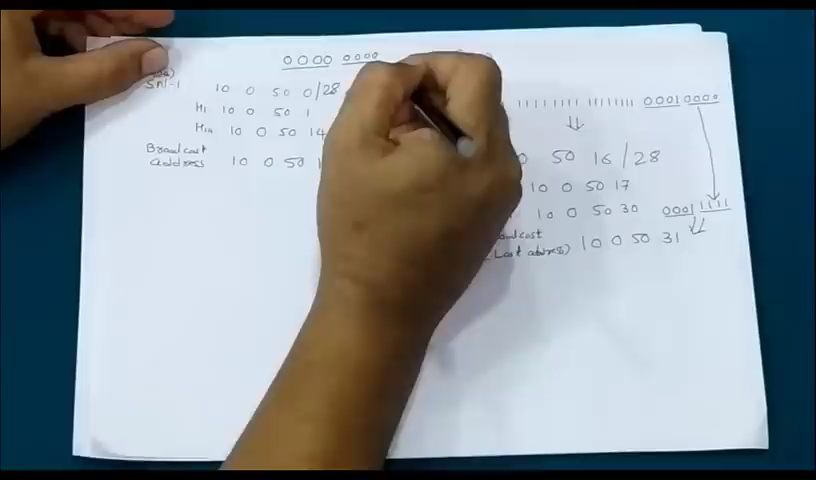 0000 0000
SN-1 10 0 50 0/28
H1 10 0 50 1
H14 10 0 50 14
Broadcast address 10 0 50 1
11111111 11111111 00010000
50 16/28
10 0 50 17
10 0 50 30 00011111
(Last address) 10 0 50 31